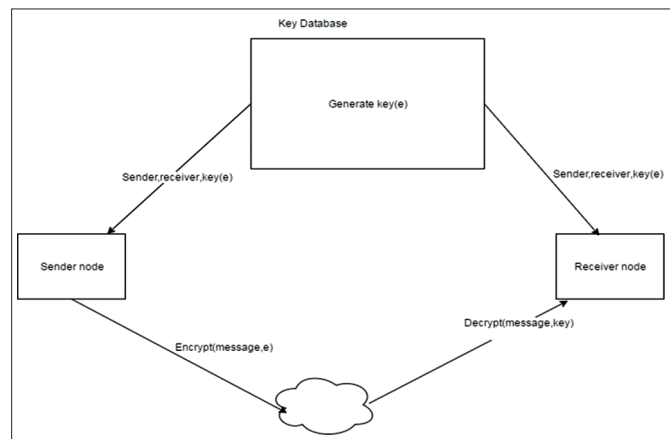 Key Database
Generate key(e)
Sender,receiver,key(e)
Sender,receiver,key(e)
Sender node
Receiver node
Decrypt(message,key)
Encrypt(message,e)